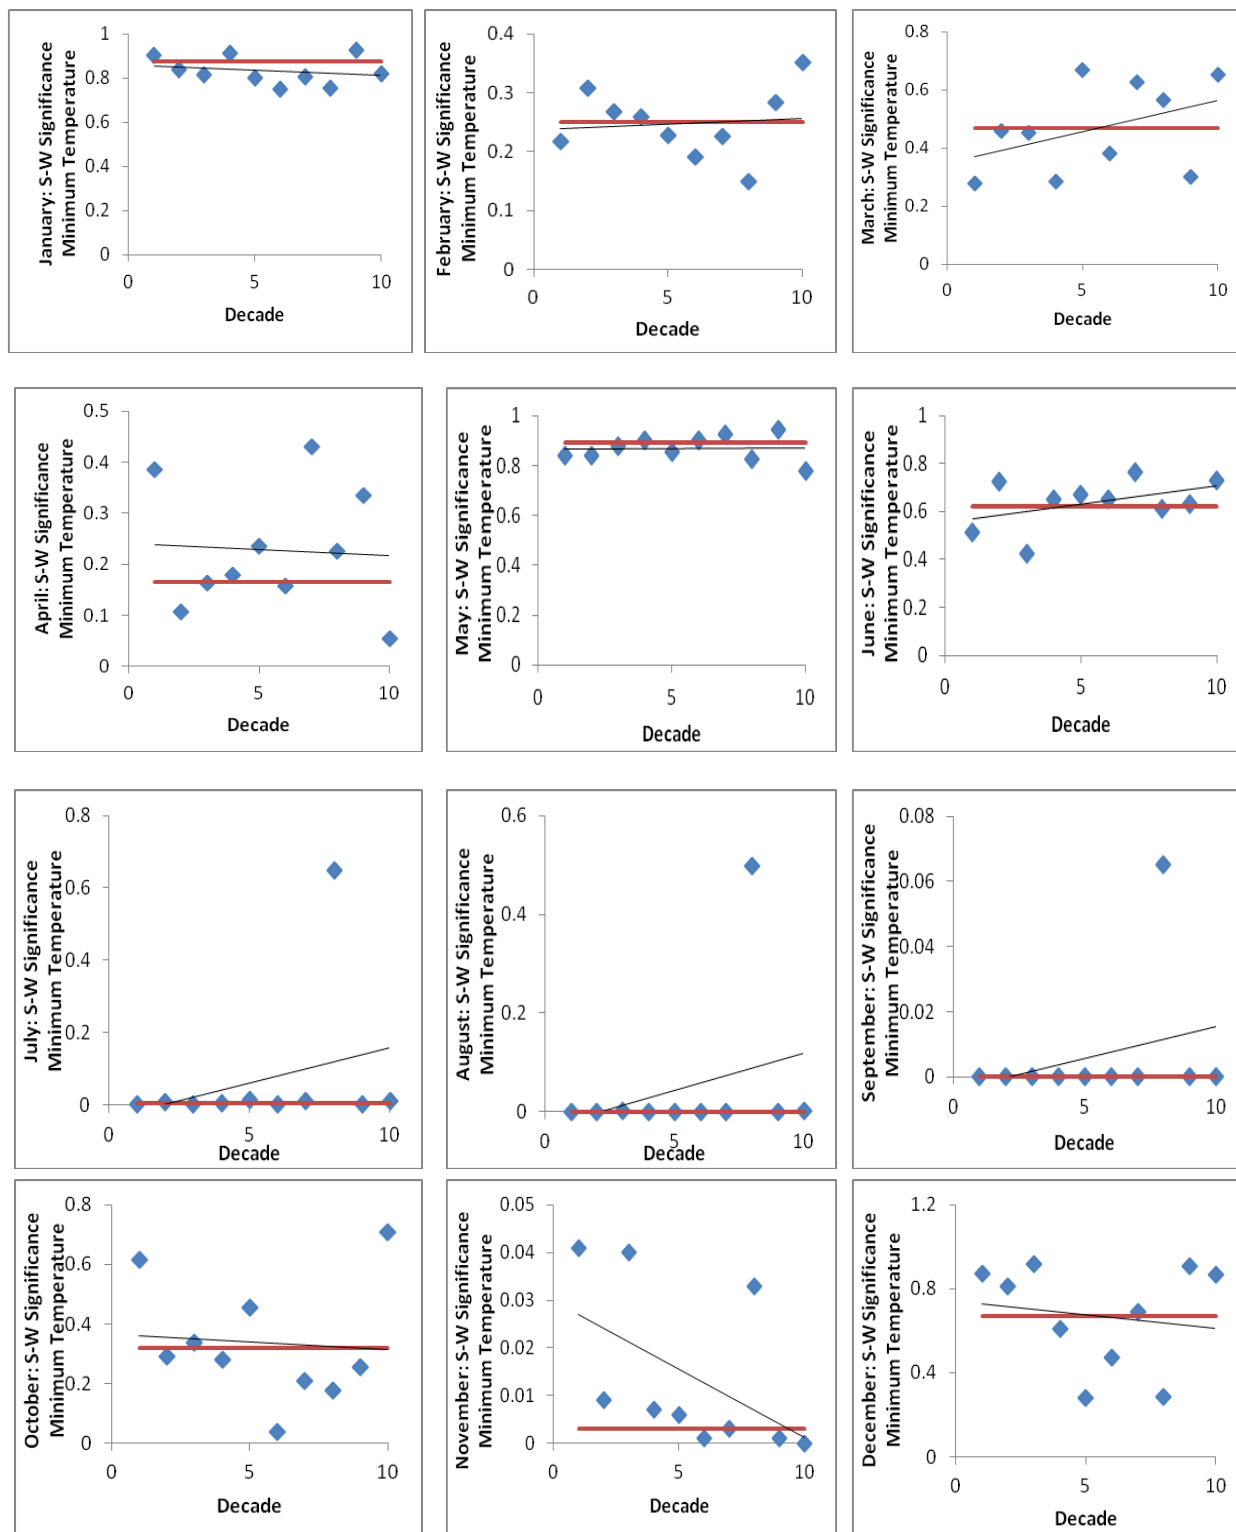 January: S-W Significance
Minimum Temperature
1
0.8
0.6
0.4
0.2
0
0 5 10
Decade
February: S-W Significance
Minimum Temperature
0.4
0.3
0.2
0.1
0
0 5 10
Decade
March: S-W Significance
Minimum Temperature
0.8
0.6
0.4
0.2
0
0 5 10
Decade
April: S-W Significance
Minimum Temperature
0.5
0.4
0.3
0.2
0.1
0
0 5 10
Decade
May: S-W Significance
Minimum Temperature
1
0.8
0.6
0.4
0.2
0
0 5 10
Decade
June: S-W Significance
Minimum Temperature
1
0.8
0.6
0.4
0.2
0
0 5 10
Decade
July: S-W Significance
Minimum Temperature
0.8
0.6
0.4
0.2
0
0 5 10
Decade
August: S-W Significance
Minimum Temperature
0.6
0.4
0.2
0
0 5 10
Decade
September: S-W Significance
Minimum Temperature
0.08
0.06
0.04
0.02
0
0 5 10
Decade
October: S-W Significance
Minimum Temperature
0.8
0.6
0.4
0.2
0
0 5 10
Decade
November: S-W Significance
Minimum Temperature
0.05
0.04
0.03
0.02
0.01
0
0 5 10
Decade
December: S-W Significance
Minimum Temperature
1.2
0.8
0.4
0
0 5 10
Decade